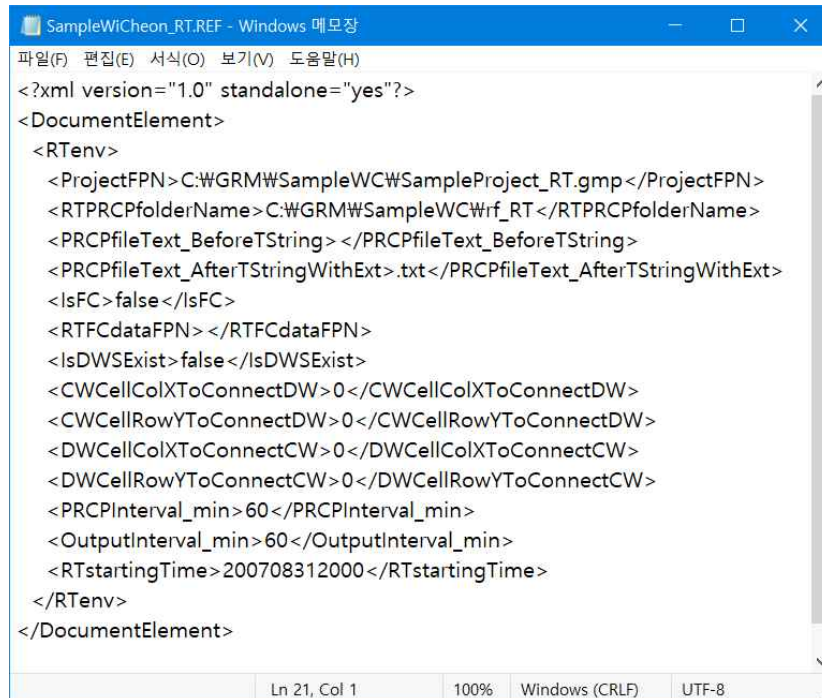 SampleWiCheon_RT.REF - Windows 메모장
파일(F) 편집(E) 서식(O) 보기(V) 도움말(H)
<?xml version="1.0" standalone="yes"?>
<DocumentElement>
  <RTenv>
    <ProjectFPN>C:₩GRM₩SampleWC₩SampleProject_RT.gmp</ProjectFPN>
    <RTPRCPfolderName>C:₩GRM₩SampleWC₩rf_RT</RTPRCPfolderName>
    <PRCPfileText_BeforeTString></PRCPfileText_BeforeTString>
    <PRCPfileText_AfterTStringWithExt>.txt</PRCPfileText_AfterTStringWithExt>
    <IsFC>false</IsFC>
    <RTFCdataFPN></RTFCdataFPN>
    <IsDWSExist>false</IsDWSExist>
    <CWCellColXToConnectDW>0</CWCellColXToConnectDW>
    <CWCellRowYToConnectDW>0</CWCellRowYToConnectDW>
    <DWCellColXToConnectCW>0</DWCellColXToConnectCW>
    <DWCellRowYToConnectCW>0</DWCellRowYToConnectCW>
    <PRCPInterval_min>60</PRCPInterval_min>
    <OutputInterval_min>60</OutputInterval_min>
    <RTstartingTime>200708312000</RTstartingTime>
  </RTenv>
</DocumentElement>
Ln 21, Col 1 100% Windows (CRLF) UTF-8